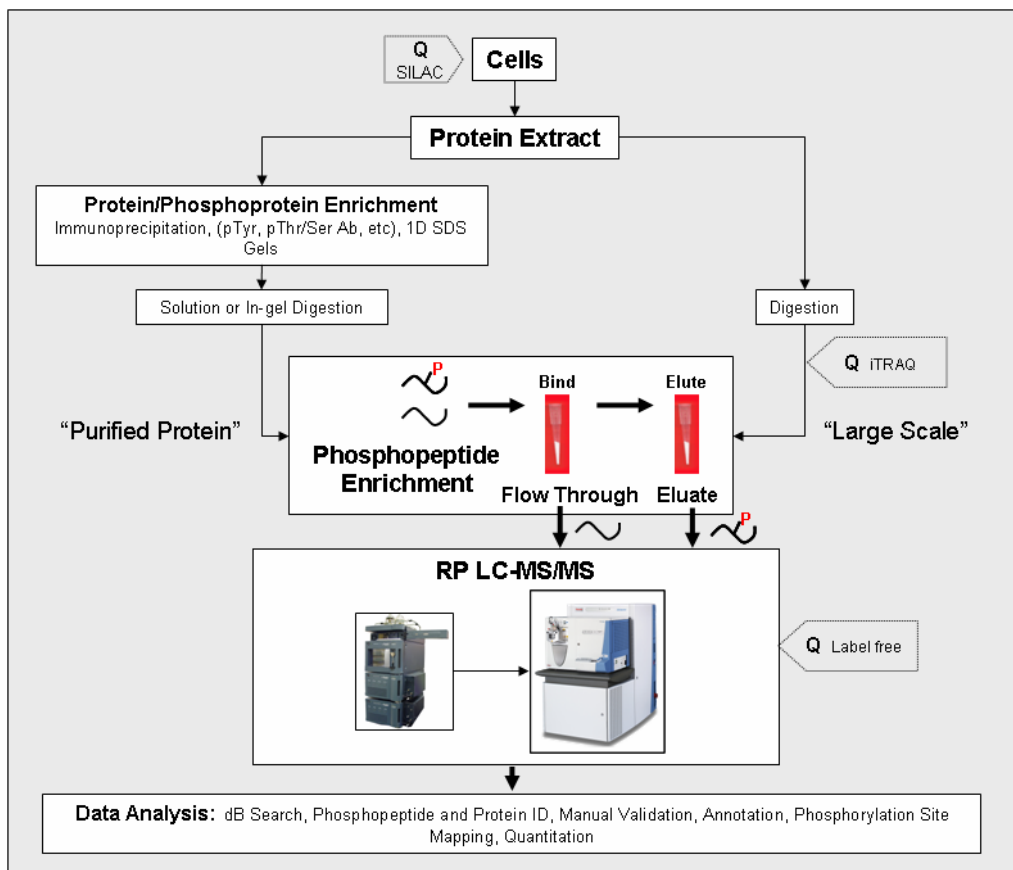 Q
SILAC
Cells
Protein Extract
Protein/Phosphoprotein Enrichment
Immunoprecipitation, (pTyr, pThr/Ser Ab, etc), 1D SDS
Gels
Solution or In-gel Digestion
Digestion
Q iTRAQ
P
Bind
Elute
"Purified Protein"
"Large Scale"
Phosphopeptide
Enrichment
Flow Through
Eluate
P
RP LC-MS/MS
Q Label free
Data Analysis: dB Search, Phosphopeptide and Protein ID, Manual Validation, Annotation, Phosphorylation Site
Mapping, Quantitation